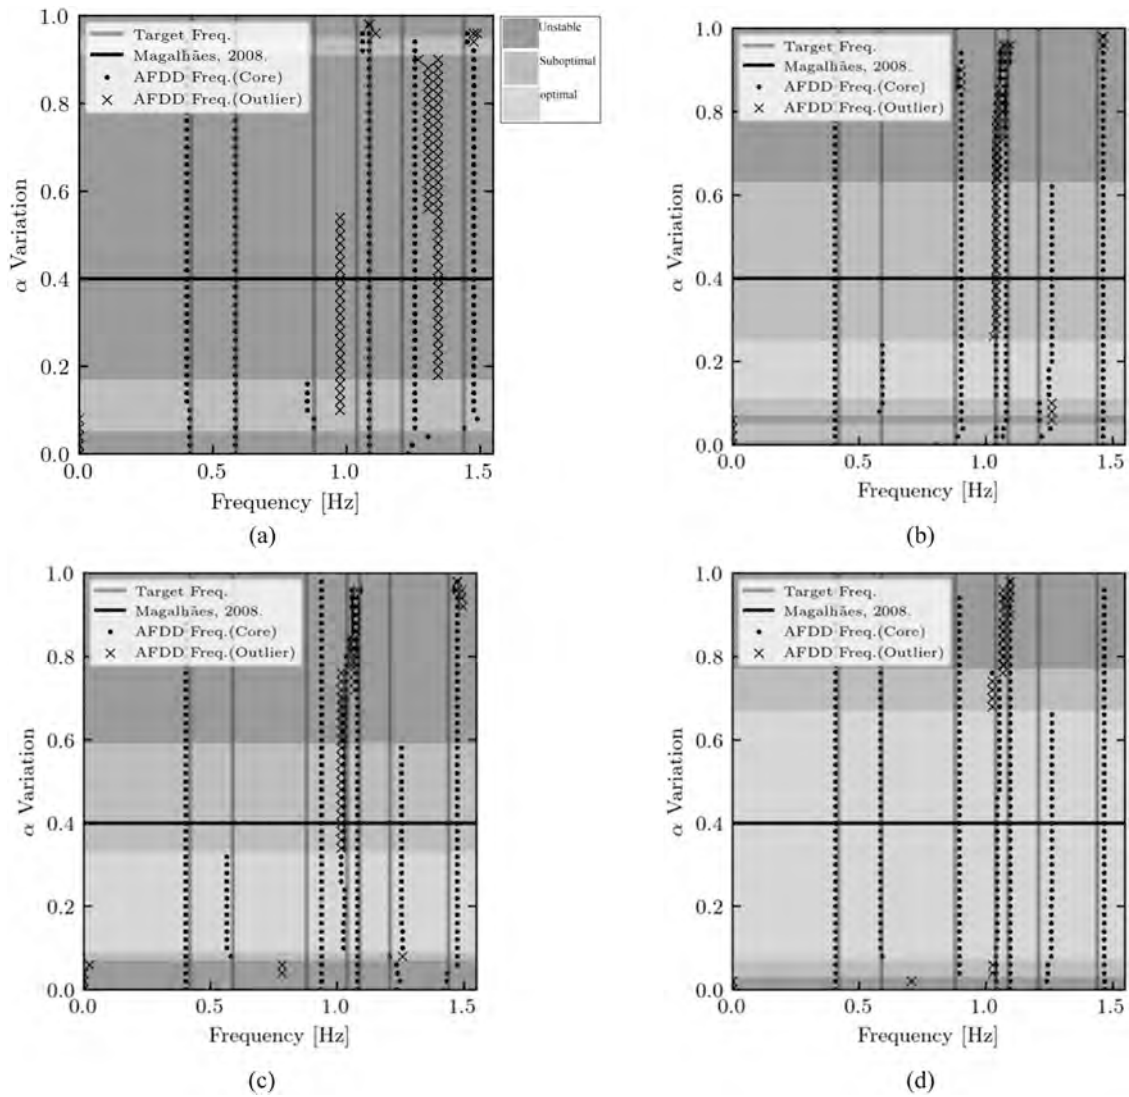 1.0
0.8
0.6
0.4
0.2
0.0
α Variation
Target Freq.
Magalhães, 2008.
AFDD Freq.(Core)
AFDD Freq.(Outlier)
0.0 0.5 1.0 1.5
Frequency [Hz]
(a)
Unstable
Suboptimal
optimal
1.0
0.8
0.6
0.4
0.2
0.0
α Variation
Target Freq.
Magalhães, 2008.
AFDD Freq.(Core)
AFDD Freq.(Outlier)
0.0 0.5 1.0 1.5
Frequency [Hz]
(b)
1.0
0.8
0.6
0.4
0.2
0.0
α Variation
Target Freq.
Magalhães, 2008.
AFDD Freq.(Core)
AFDD Freq.(Outlier)
0.0 0.5 1.0 1.5
Frequency [Hz]
(c)
1.0
0.8
0.6
0.4
0.2
0.0
α Variation
Target Freq.
Magalhães, 2008.
AFDD Freq.(Core)
AFDD Freq.(Outlier)
0.0 0.5 1.0 1.5
Frequency [Hz]
(d)